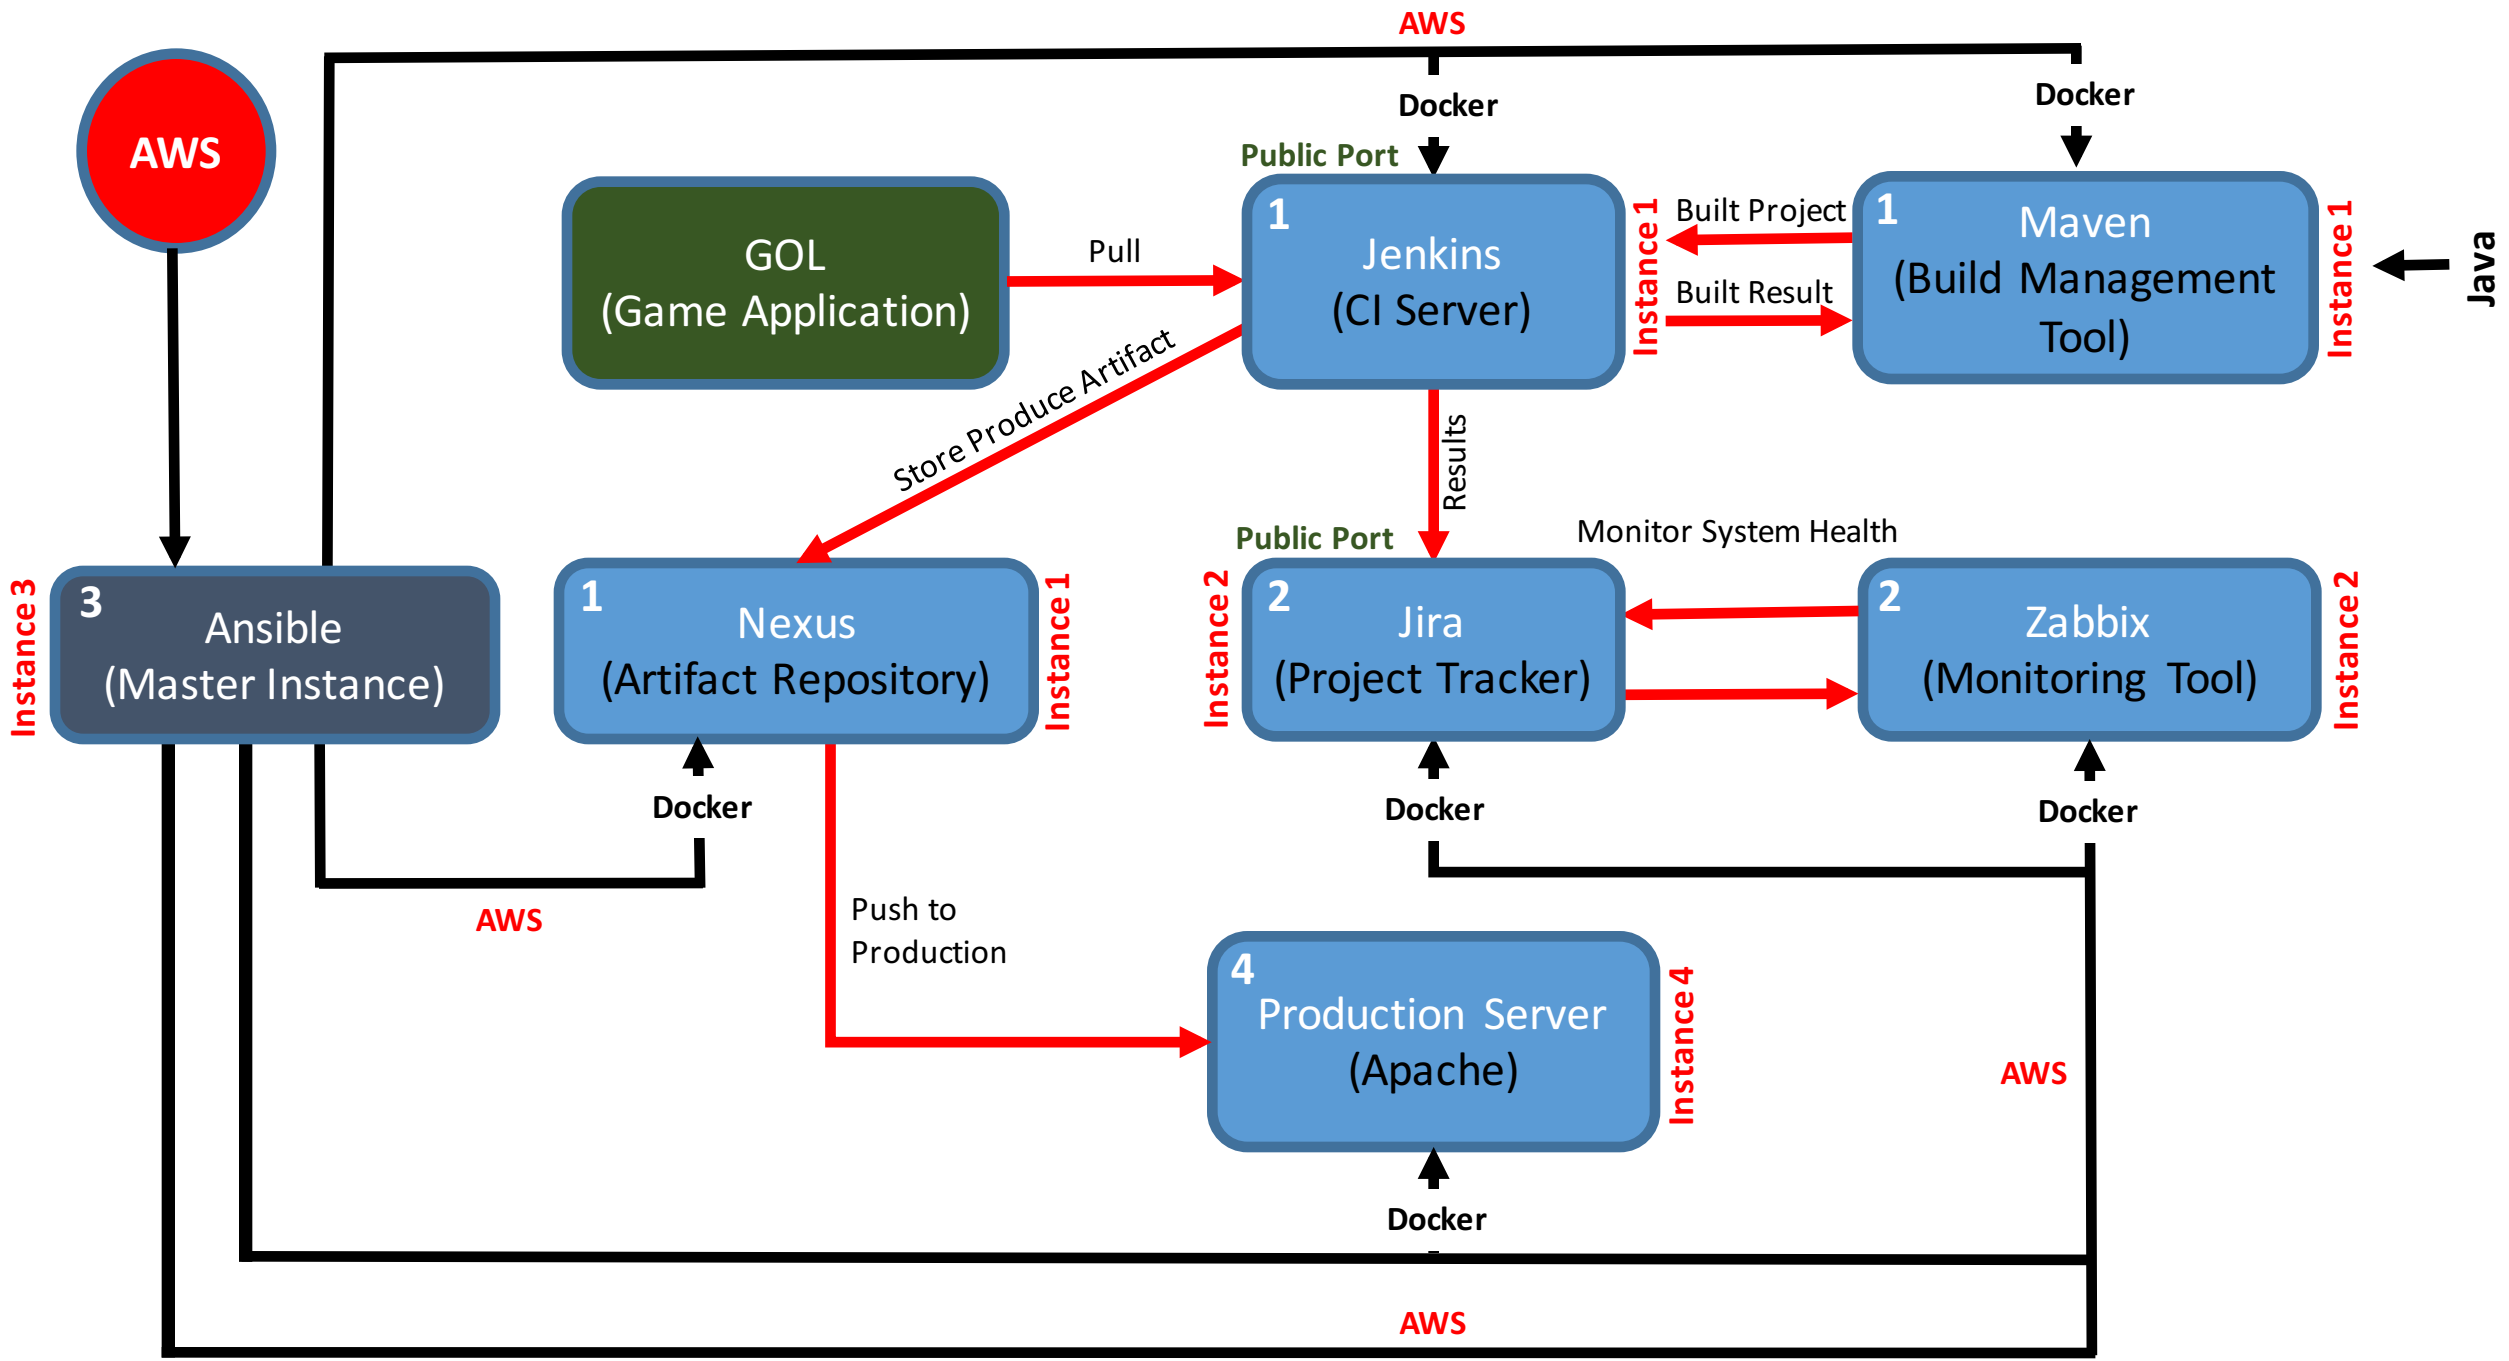 AWS
AWS
Docker
Docker
Public Port
GOL
(Game Application)
Pull
1
Jenkins
(CI Server)
Instance 1
Built Project
Built Result
1
Maven
(Build Management
Tool)
Instance 1
Java
Store Produce Artifact
Results
Public Port
Monitor System Health
Instance 3
3
Ansible
(Master Instance)
1
Nexus
(Artifact Repository)
Instance 1
Instance 2
2
Jira
(Project Tracker)
2
Zabbix
(Monitoring Tool)
Instance 2
Docker
Docker
Docker
AWS
Push to
Production
4
Production Server
(Apache)
Instance 4
AWS
Docker
AWS